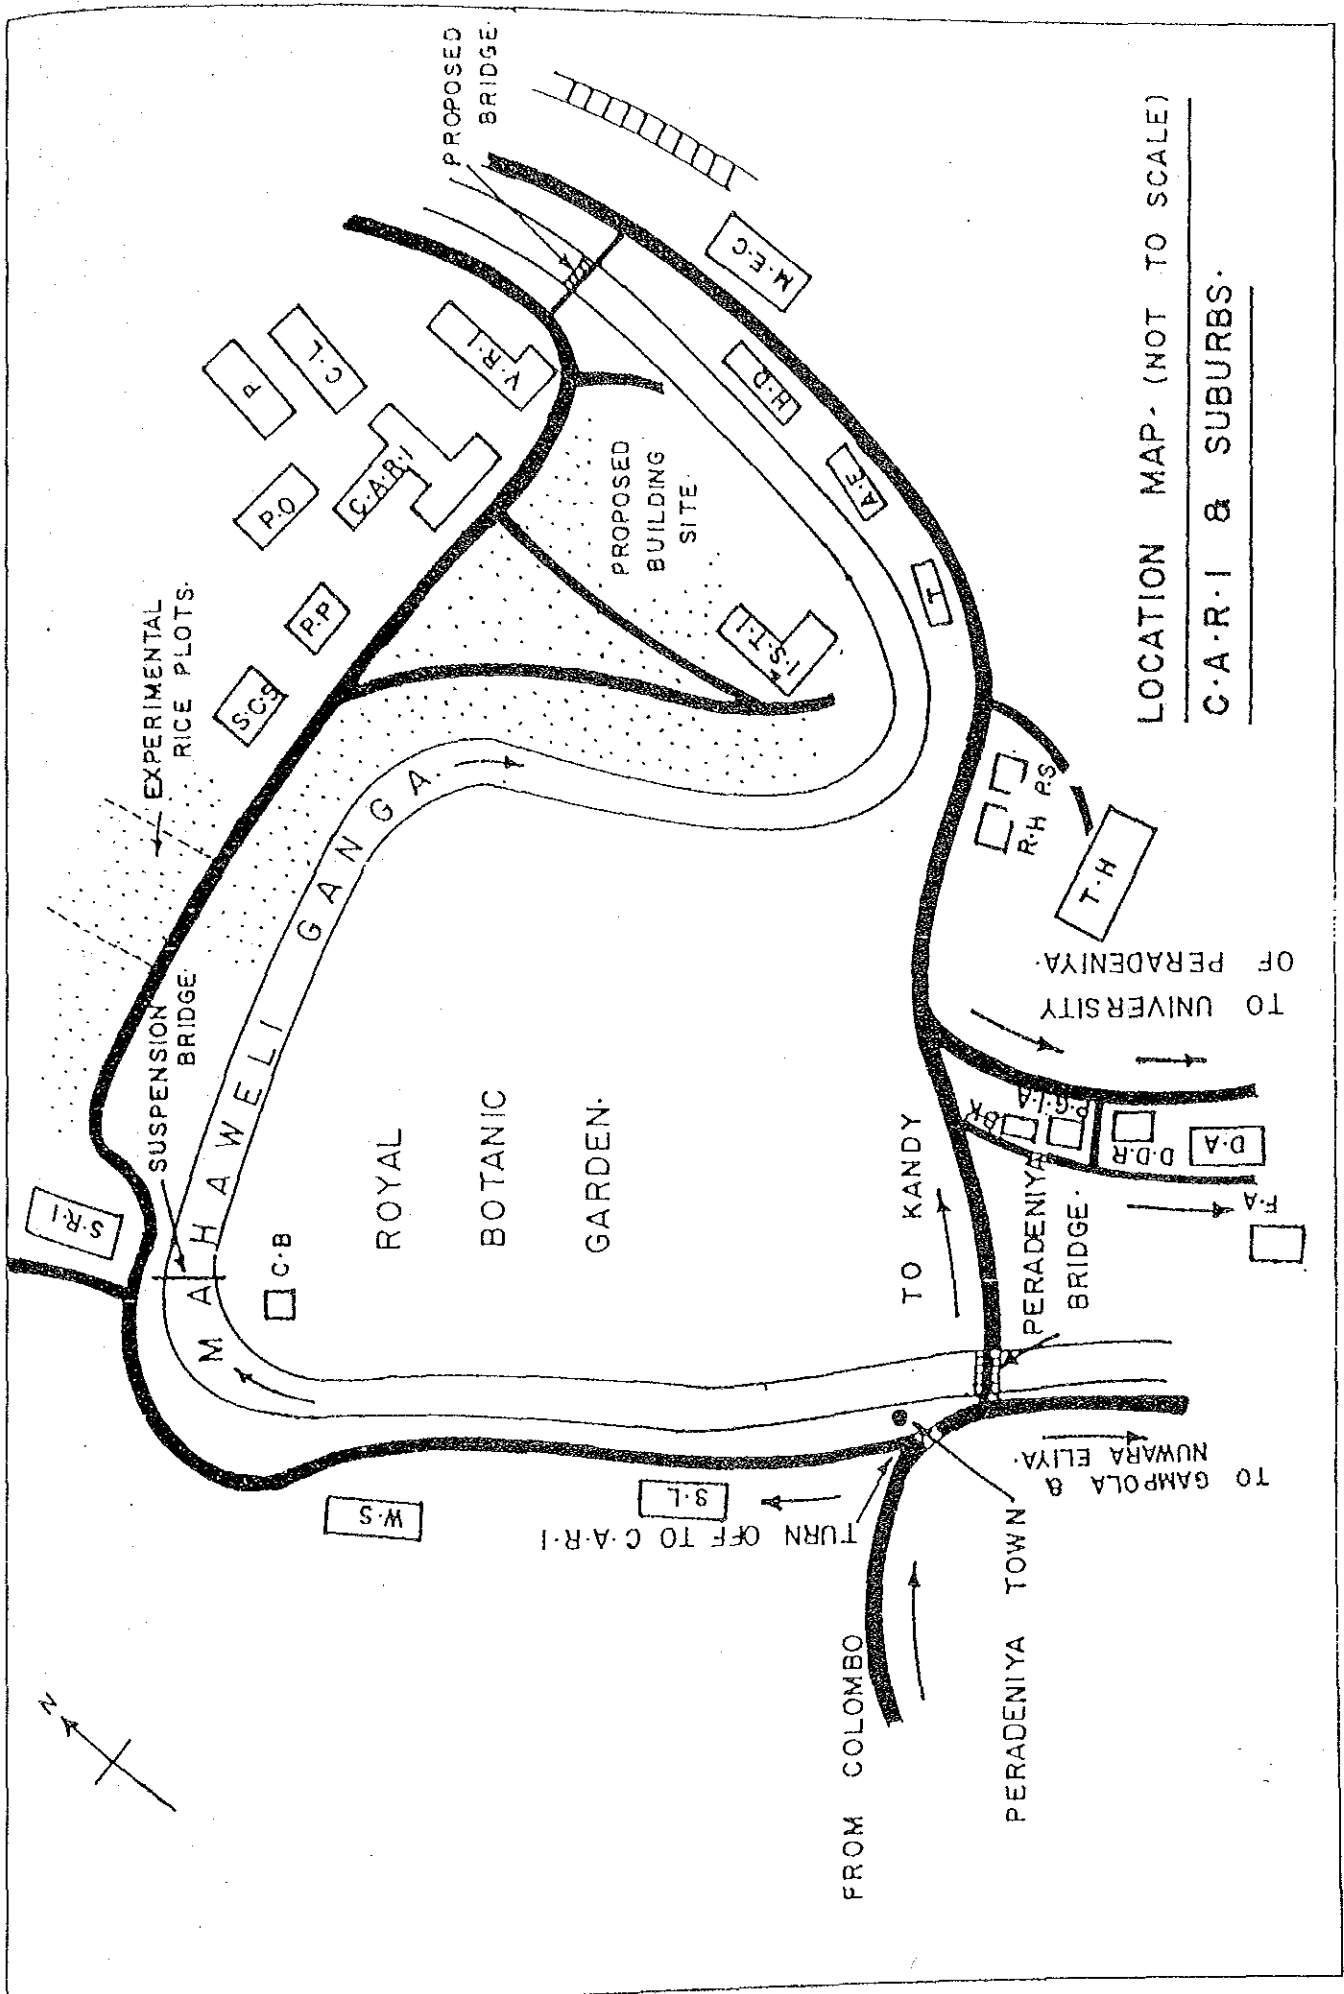 LOCATION MAP- (NOT TO SCALE)
C·A·R·I & SUBURBS·
N
PROPOSED
BRIDGE·
EXPERIMENTAL
RICE PLOTS·
SUSPENSION
BRIDGE·
S·R·I
S·C·S
P·P
P·O
P
C·L
C·A·R·I
V·R·I
PROPOSED
BUILDING
SITE·
I·S·T·I
M·E·C
H·D
A·E
T
MAHAWELI GANGA·
C·B
ROYAL
BOTANIC
GARDEN·
W·S
S·L
TURN OFF TO C·A·R·I
FROM COLOMBO
PERADENIYA TOWN
TO GAMPOLA &
NUWARA ELIYA·
TO KANDY
PERADENIYA
BRIDGE·
BK
P·G·I·A
D·D·R
D·A
F·A
TO UNIVERSITY
OF PERADENIYA·
R·H
P.S
T·H